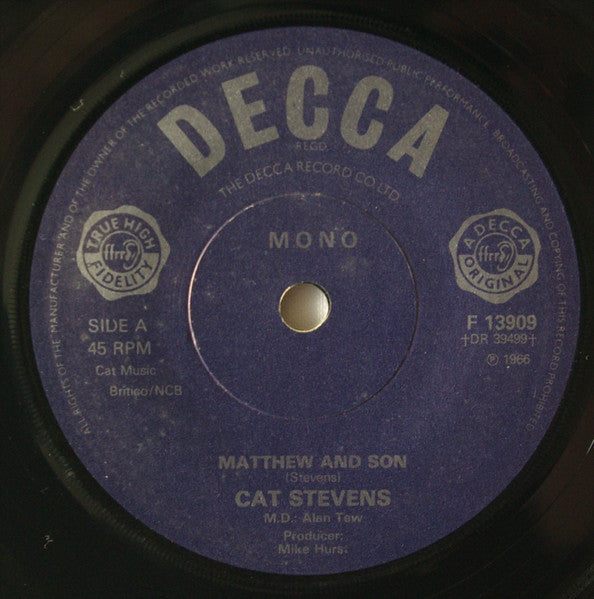 ALL RIGHTS OF THE MANUFACTURER AND OF THE OWNER OF THE RECORDED WORK RESERVED. UNAUTHORISED PUBLIC PERFORMANCE, BROADCASTING AND COPYING OF THIS RECORD PROHIBITED
DECCA
REGD.
THE DECCA RECORD CO. LTD.
MONO
TRUE HIGH
ffrr
FIDELITY
A DECCA
ffrr
ORIGINAL
SIDE A
45 RPM
Cat Music
Britico/NCB
F 13909
†DR 39499†
℗ 1966
MATTHEW AND SON
(Stevens)
CAT STEVENS
M.D.: Alan Tew
Producer:
Mike Hurst